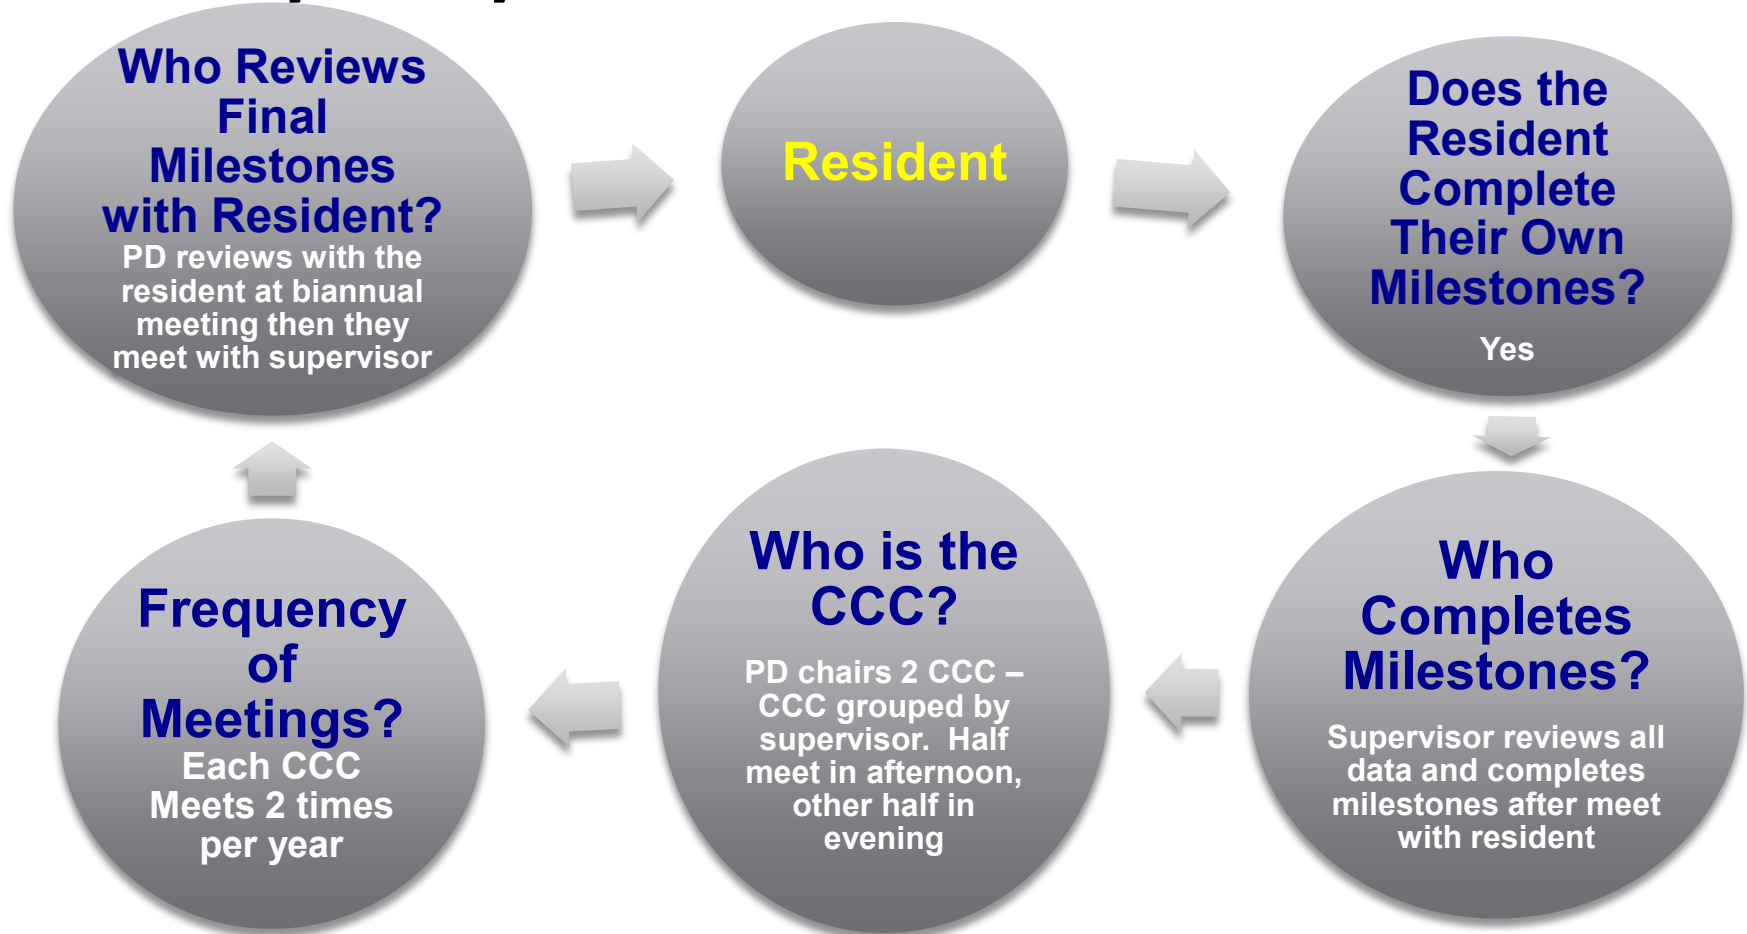 Who Reviews
Final
Milestones
with Resident?
PD reviews with the
resident at biannual
meeting then they
meet with supervisor
Resident
Does the
Resident
Complete
Their Own
Milestones?
Yes
Who
Completes
Milestones?
Supervisor reviews all
data and completes
milestones after meet
with resident
Who is the
CCC?
PD chairs 2 CCC –
CCC grouped by
supervisor.  Half
meet in afternoon,
other half in
evening
Frequency
of
Meetings?
Each CCC
Meets 2 times
per year